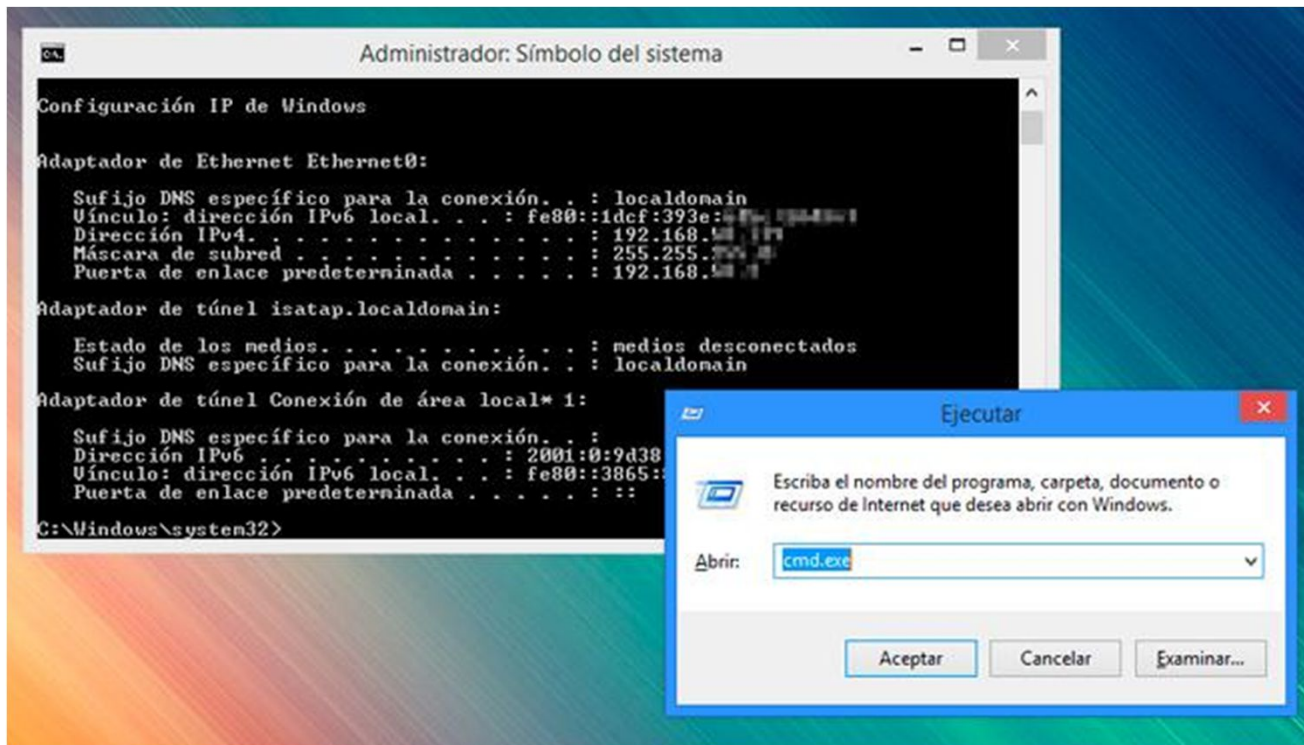 Administrador: Símbolo del sistema
Configuración IP de Windows
Adaptador de Ethernet Ethernet0:
Sufijo DNS específico para la conexión. . : localdomain
Vínculo: dirección IPv6 local. . . : fe80::1dcf:393e:
Dirección IPv4. . . . . . . . . . . . . . : 192.168.
Máscara de subred . . . . . . . . . . . . : 255.255.
Puerta de enlace predeterminada . . . . . : 192.168.
Adaptador de túnel isatap.localdomain:
Estado de los medios. . . . . . . . . . . : medios desconectados
Sufijo DNS específico para la conexión. . : localdomain
Adaptador de túnel Conexión de área local* 1:
Sufijo DNS específico para la conexión. . :
Dirección IPv6 . . . . . . . . . . : 2001:0:9d38
Vínculo: dirección IPv6 local. . . : fe80::3865:
Puerta de enlace predeterminada . . . . . : ::
C:\Windows\system32>
Ejecutar
Escriba el nombre del programa, carpeta, documento o
recurso de Internet que desea abrir con Windows.
Abrir: cmd.exe
Aceptar Cancelar Examinar...